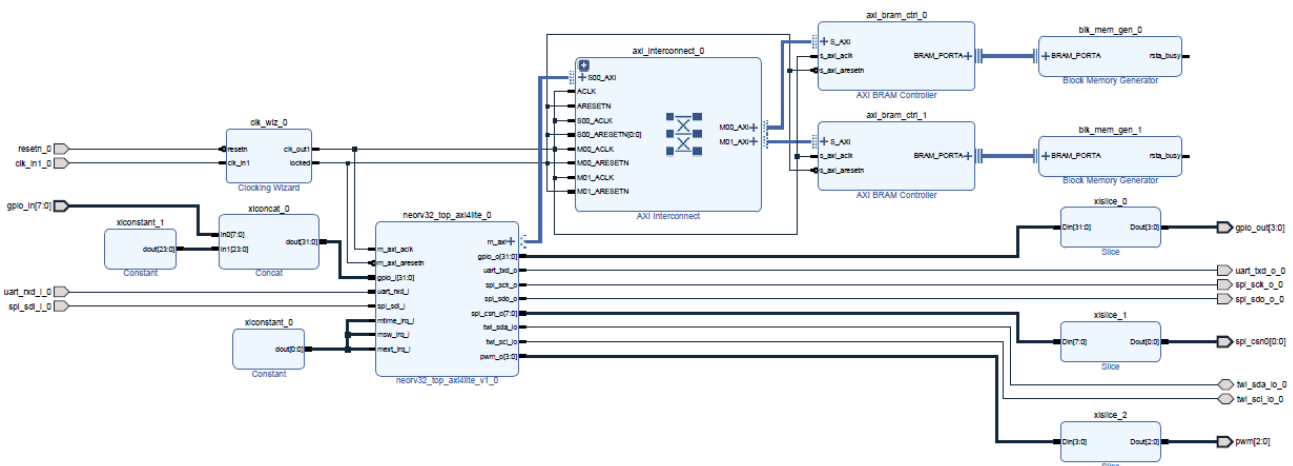 axi_bram_ctrl_0
S_AXI
s_axi_aclk
s_axi_aresetn
BRAM_PORTA
AXI BRAM Controller
blk_mem_gen_0
BRAM_PORTA
rsta_busy
Block Memory Generator
axi_interconnect_0
S00_AXI
ACLK
ARESETN
S00_ACLK
S00_ARESETN[0:0]
M00_ACLK
M00_ARESETN
M01_ACLK
M01_ARESETN
M00_AXI
M01_AXI
AXI Interconnect
axi_bram_ctrl_1
S_AXI
s_axi_aclk
s_axi_aresetn
BRAM_PORTA
AXI BRAM Controller
blk_mem_gen_1
BRAM_PORTA
rsta_busy
Block Memory Generator
resetn_0
clk_in1_0
clk_wiz_0
resetn
clk_in1
clk_out1
locked
Clocking Wizard
gpio_in[7:0]
xlconstant_1
dout[23:0]
Constant
xlconcat_0
In0[7:0]
In1[23:0]
dout[31:0]
Concat
uart_rxd_i_0
spi_sdi_i_0
xlconstant_0
dout[0:0]
Constant
neorv32_top_axi4lite_0
m_axi_aclk
m_axi_aresetn
gpio_i[31:0]
uart_rxd_i
spi_sdi_i
mtime_irq_i
msw_irq_i
mext_irq_i
m_axi
gpio_o[31:0]
uart_txd_o
spi_sck_o
spi_sdo_o
spi_csn_o[7:0]
twi_sda_io
twi_scl_io
pwm_o[3:0]
neorv32_top_axi4lite_v1_0
xlslice_0
Din[31:0]
Dout[3:0]
Slice
gpio_out[3:0]
uart_txd_o_0
spi_sck_o_0
spi_sdo_o_0
xlslice_1
Din[7:0]
Dout[0:0]
Slice
spi_csn0[0:0]
twi_sda_io_0
twi_scl_io_0
xlslice_2
Din[3:0]
Dout[2:0]
Slice
pwm[2:0]